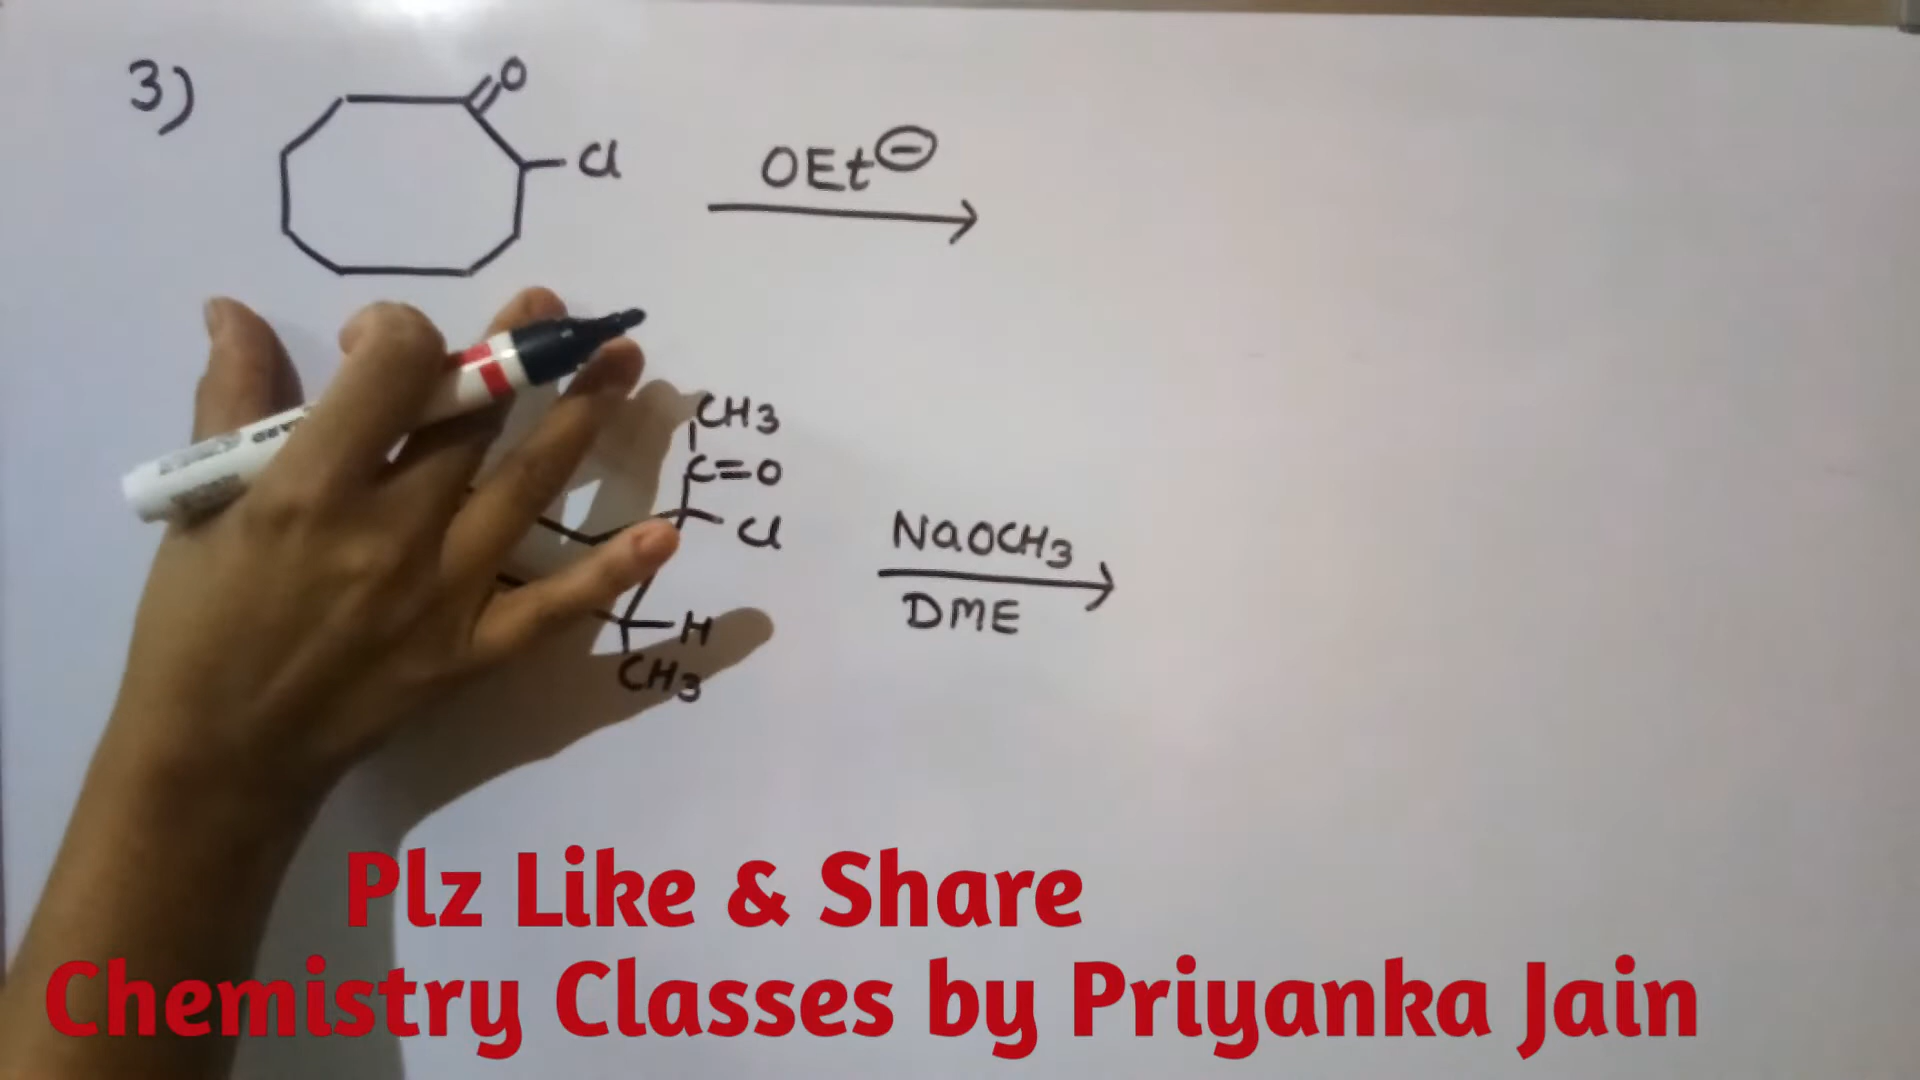 3)
O
Cl
OEt⊖
CH3
C=O
Cl
NaOCH3
DME
H
CH3
Plz Like & Share
Chemistry Classes by Priyanka Jain